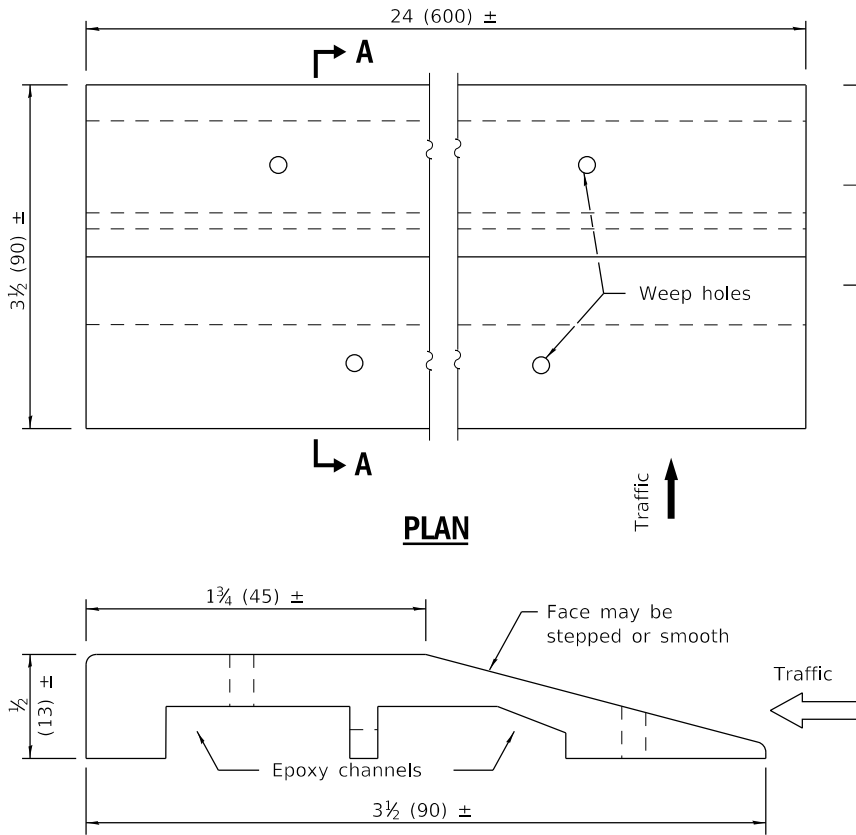 24 (600) ±
A
3½ (90) ±
Weep holes
A
Traffic
PLAN
1¾ (45) ±
Face may be
stepped or smooth
Traffic
½
(13) ±
Epoxy channels
3½ (90) ±